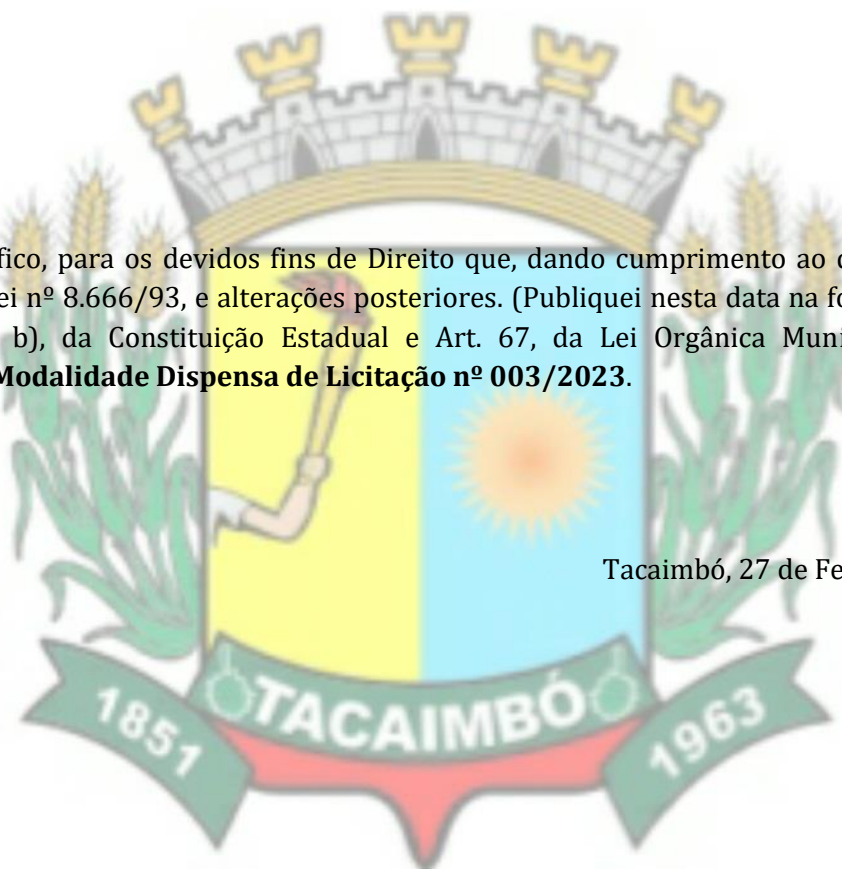 fico, para os devidos fins de Direito que, dando cumprimento ao
ei nº 8.666/93, e alterações posteriores. (Publiquei nesta data na
b), da Constituição Estadual e Art. 67, da Lei Orgânica
Modalidade Dispensa de Licitação nº 003/2023.
Tacaimbó, 27 de Fe
TACAIMBÓ
1851
1963